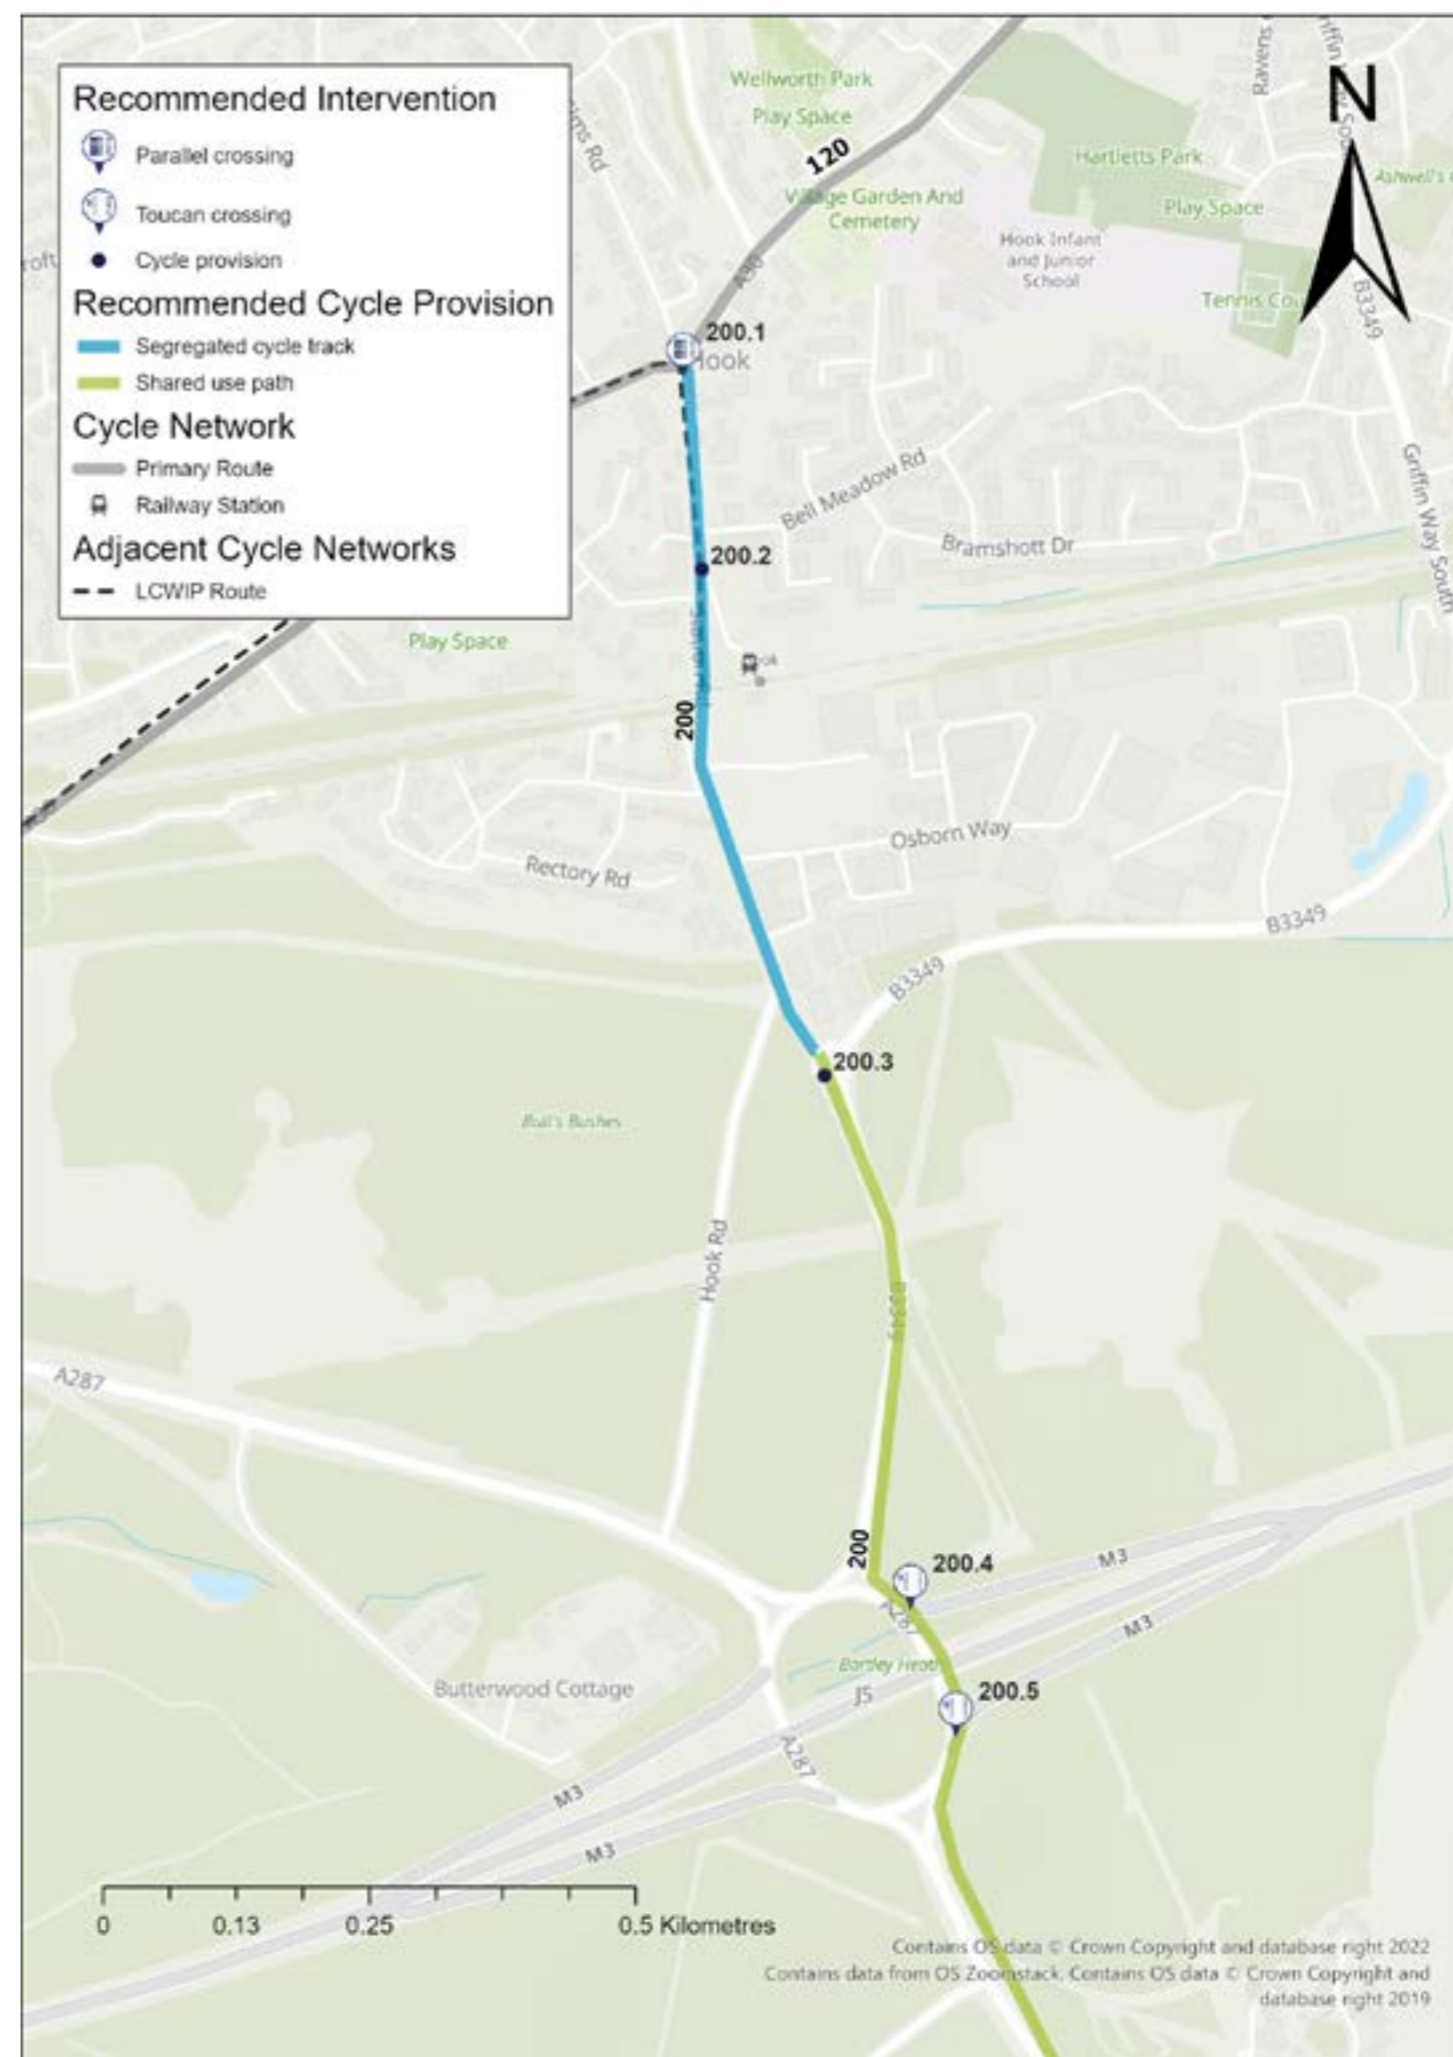 Recommended Intervention
Parallel crossing
Toucan crossing
Cycle provision
Recommended Cycle Provision
Segregated cycle track
Shared use path
Cycle Network
Primary Route
Railway Station
Adjacent Cycle Networks
LCWIP Route
N
Wellworth Park
Play Space
120
Village Garden And
Cemetery
Hartletts Park
Play Space
Hook Infant
and Junior
School
Ravens
Tennis
B3349
A30
200.1
Hook
Griffin Way South
Bell Meadow Rd
Bramshott Dr
200.2
Play Space
200
Osborn Way
Rectory Rd
B3349
B3349
200.3
Bull's Bushes
Hook Rd
B3349
A287
200
200.4
M3
A287
M3
Bartley Heath
J5
200.5
Butterwood Cottage
A287
M3
M3
0 0.13 0.25 0.5 Kilometres
Contains OS data © Crown Copyright and database right 2022
Contains data from OS Zoomstack. Contains OS data © Crown Copyright and
database right 2019